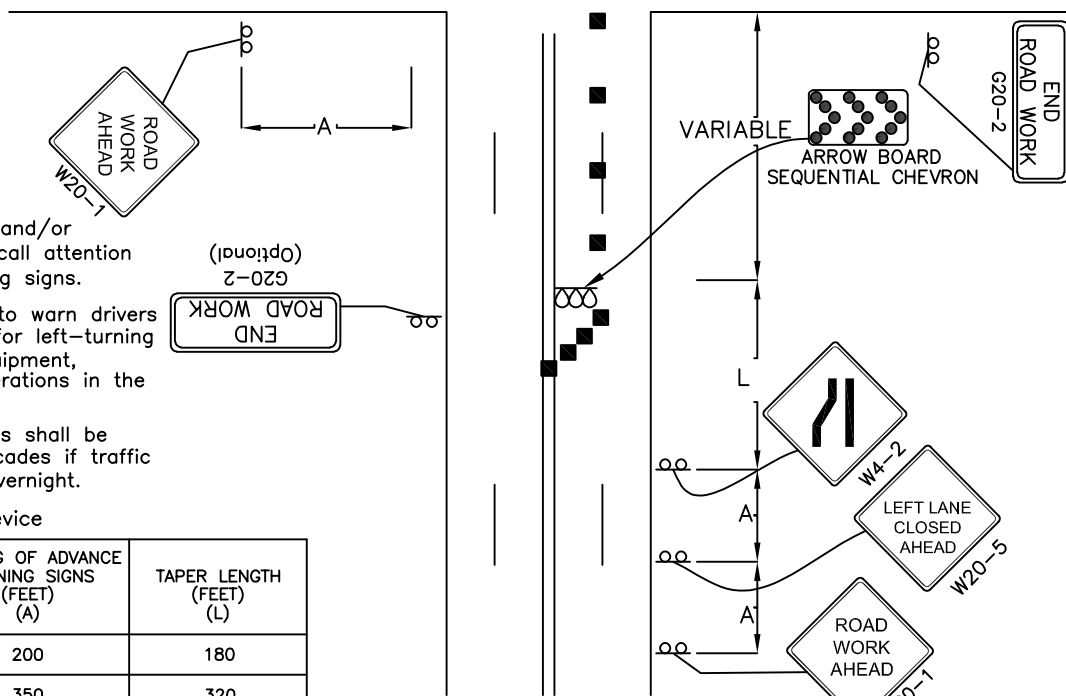 ROAD
WORK
AHEAD
W20-1
A
VARIABLE
ARROW BOARD
SEQUENTIAL CHEVRON
END
ROAD WORK
G20-2
and/or
call attention
signs.
to warn drivers
for left-turning
erations in the
s shall be
cades if traffic
vernight.
evice
END
ROAD WORK
G20-2
(Optional)
L
W4-2
A
LEFT LANE
CLOSED
AHEAD
W20-5
A
ROAD
WORK
AHEAD
OF ADVANCE
NING SIGNS
(FEET)
(A)
TAPER LENGTH
(FEET)
(L)
200
180
350
320